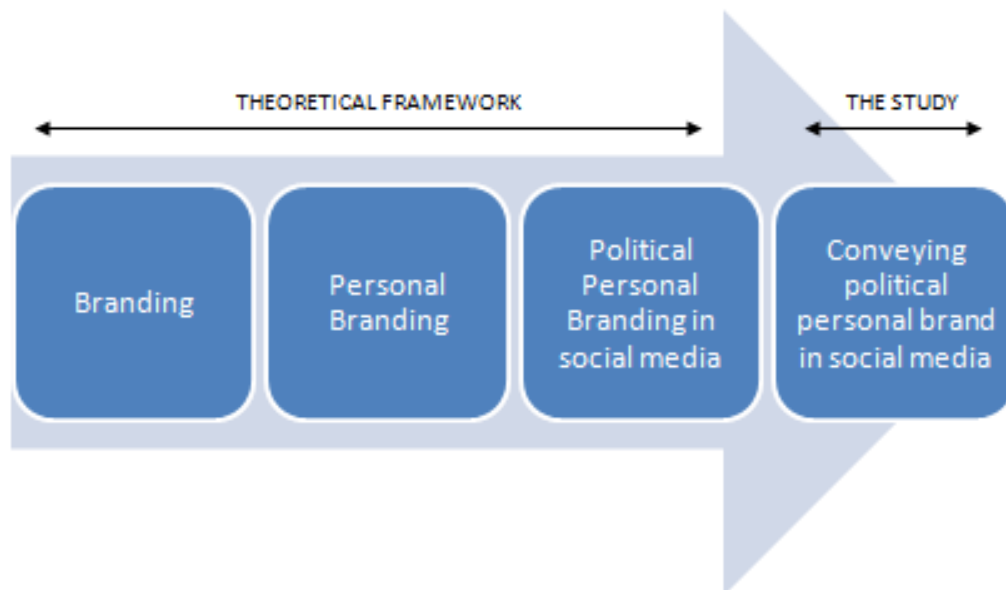 THEORETICAL FRAMEWORK
THE STUDY
Branding
Personal
Branding
Political
Personal
Branding in
social media
Conveying
political
personal brand
in social media